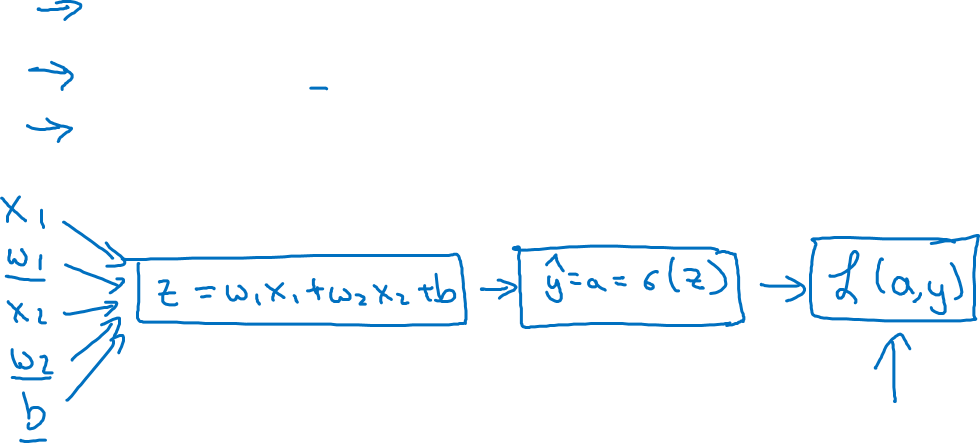 x₁
w₁
x₂
w₂
b
z = w₁x₁ + w₂x₂ + b
ŷ = a = σ(z)
ℒ(a,y)